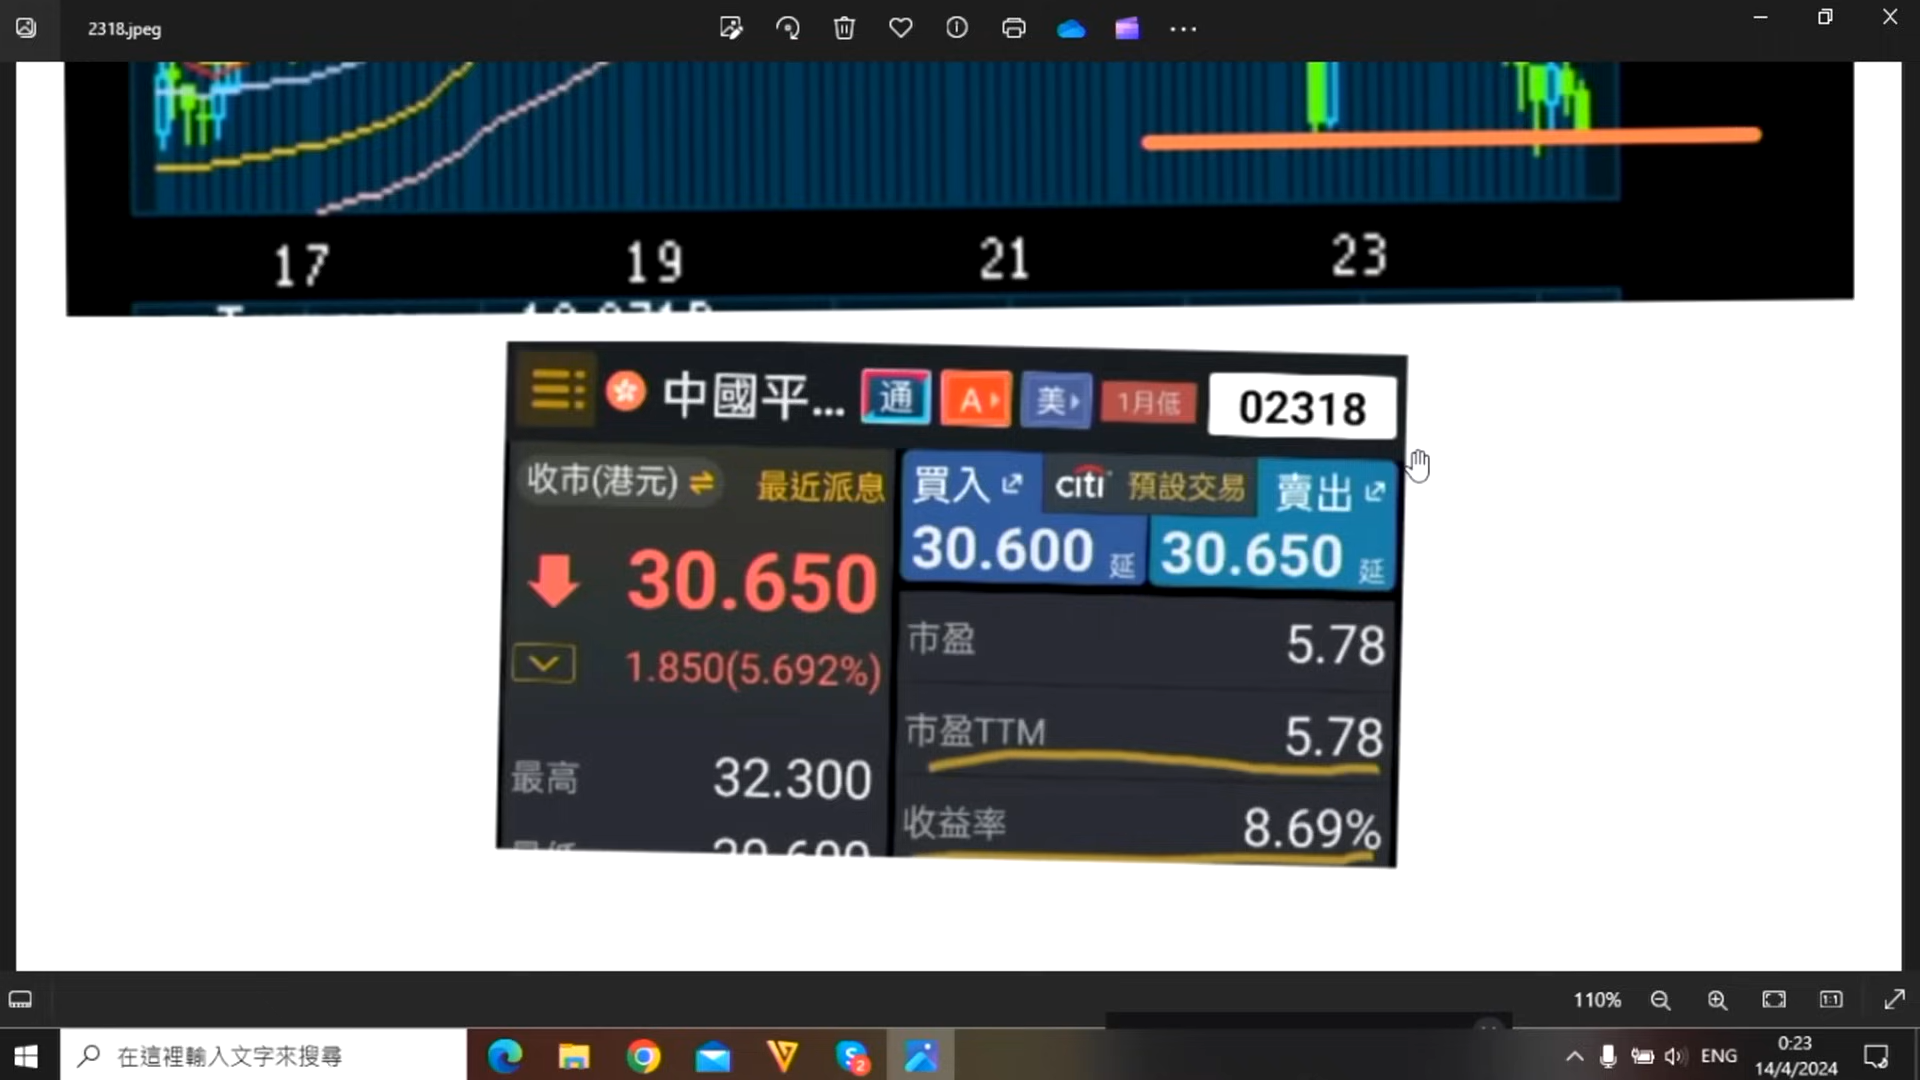 2318.jpeg
17 19 21 23
中國平... 通 A 美 1月低 02318
收市(港元) 最近派息
買入 citi 預設交易 賣出
30.600 延 30.650 延
30.650
1.850(5.692%)
市盈 5.78
市盈TTM 5.78
最高 32.300
收益率 8.69%
110%
在這裡輸入文字來搜尋
2
ENG
0:23
14/4/2024